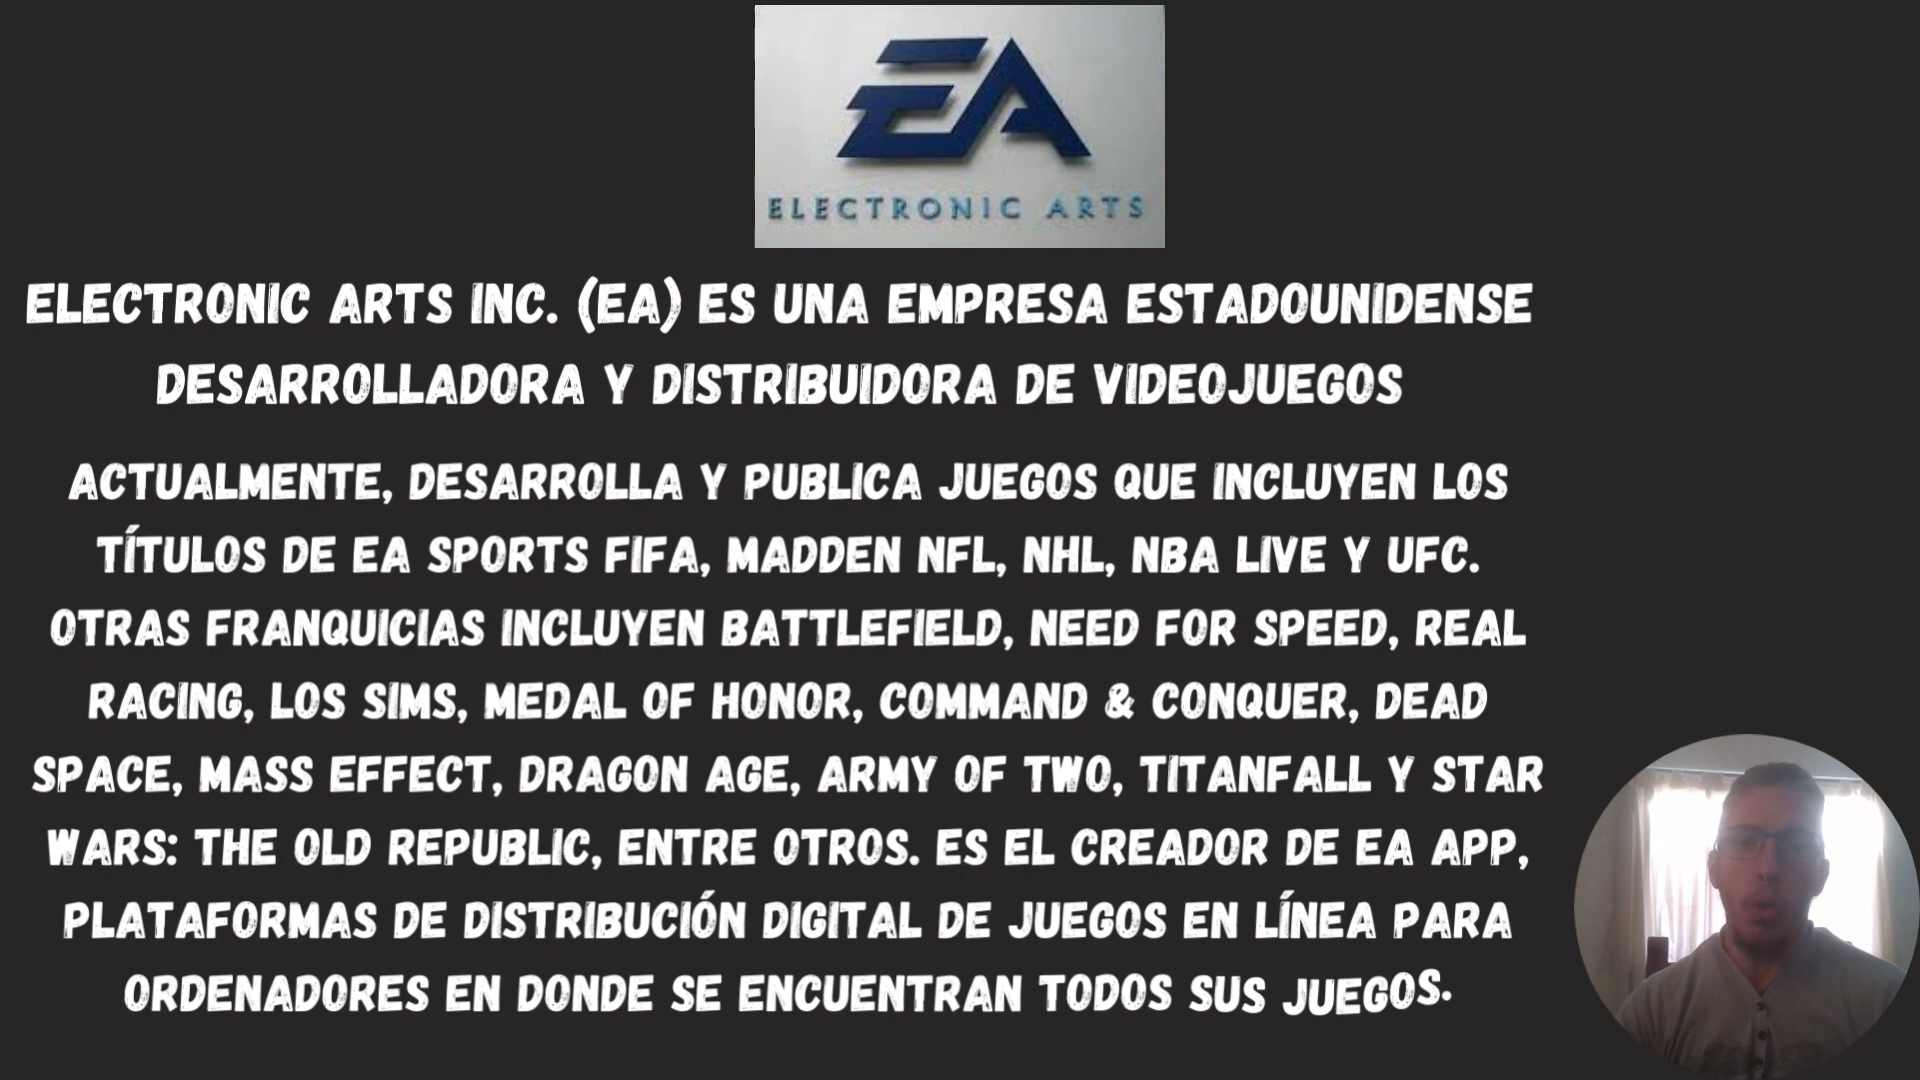 EA
ELECTRONIC ARTS
ELECTRONIC ARTS INC. (EA) ES UNA EMPRESA ESTADOUNIDENSE
DESARROLLADORA Y DISTRIBUIDORA DE VIDEOJUEGOS
ACTUALMENTE, DESARROLLA Y PUBLICA JUEGOS QUE INCLUYEN LOS
TÍTULOS DE EA SPORTS FIFA, MADDEN NFL, NHL, NBA LIVE Y UFC.
OTRAS FRANQUICIAS INCLUYEN BATTLEFIELD, NEED FOR SPEED, REAL
RACING, LOS SIMS, MEDAL OF HONOR, COMMAND & CONQUER, DEAD
SPACE, MASS EFFECT, DRAGON AGE, ARMY OF TWO, TITANFALL Y STAR
WARS: THE OLD REPUBLIC, ENTRE OTROS. ES EL CREADOR DE EA APP,
PLATAFORMAS DE DISTRIBUCIÓN DIGITAL DE JUEGOS EN LÍNEA PARA
ORDENADORES EN DONDE SE ENCUENTRAN TODOS SUS JUEGOS.